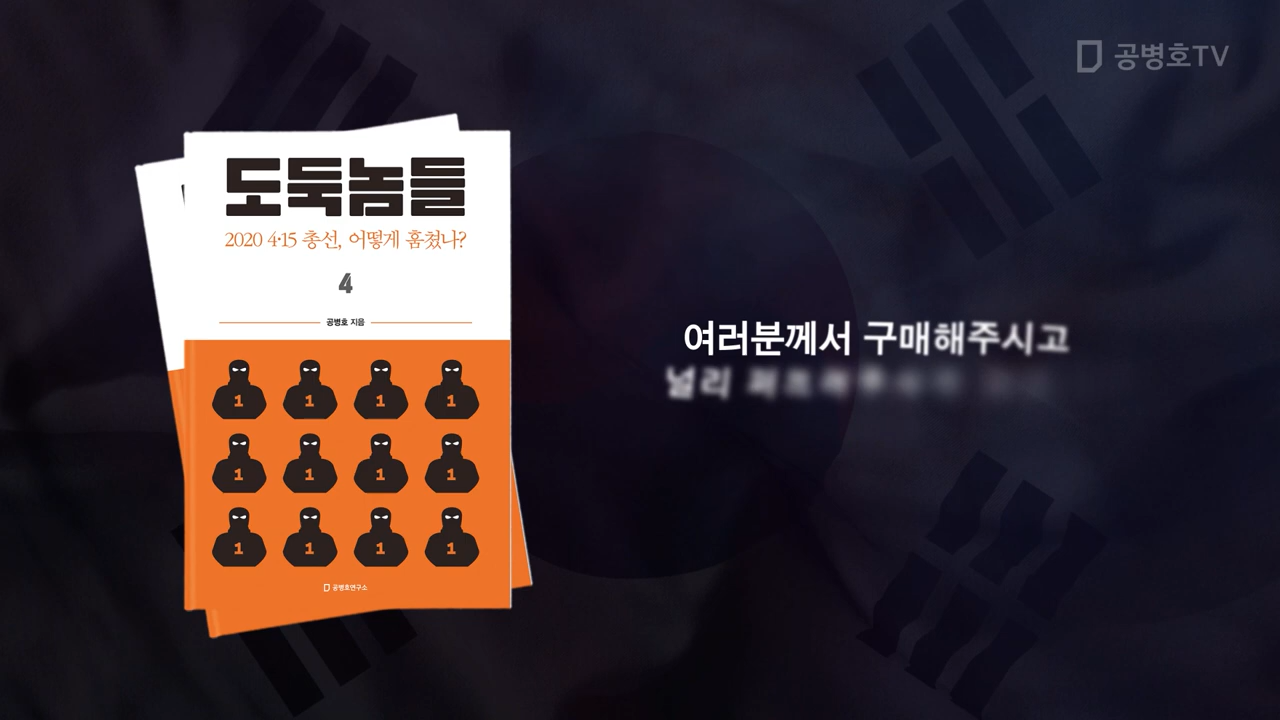 공병호TV
도둑놈들
2020 4·15 총선, 어떻게 훔쳤나?
4
공병호 지음
1 1 1 1
1 1 1 1
1 1 1 1
공병호연구소
여러분께서 구매해주시고
널리